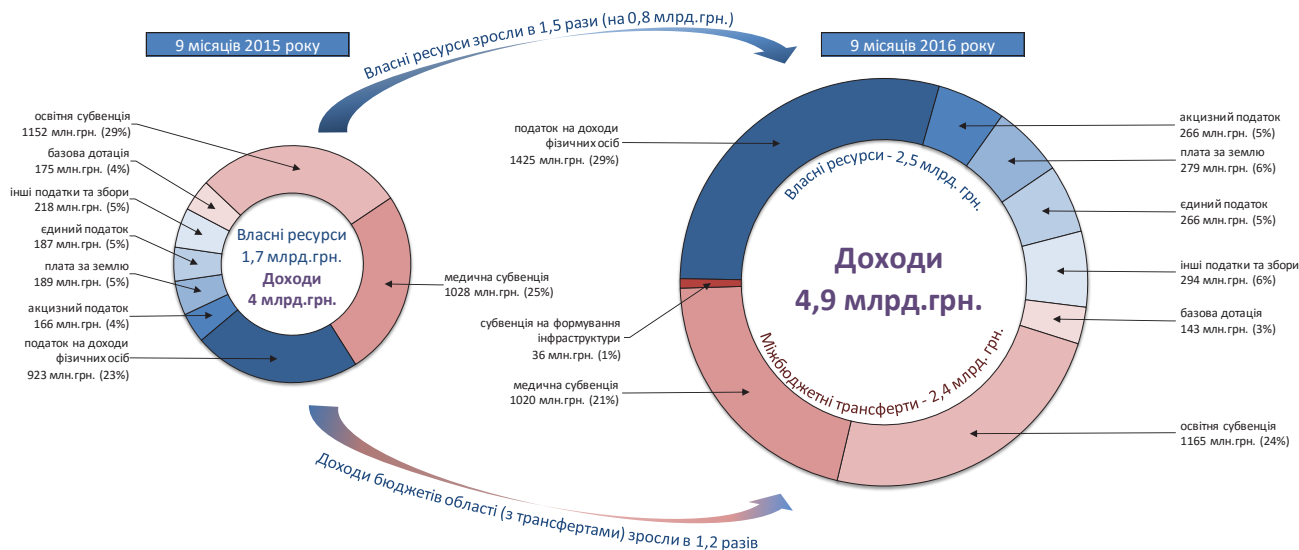 9 місяців 2015 року
Власні ресурси зросли в 1,5 рази (на 0,8 млрд.грн.)
9 місяців 2016 року
освітня субвенція
1152 млн.грн. (29%)
базова дотація
175 млн.грн. (4%)
інші податки та збори
218 млн.грн. (5%)
єдиний податок
187 млн.грн. (5%)
плата за землю
189 млн.грн. (5%)
акцизний податок
166 млн.грн. (4%)
податок на доходи
фізичних осіб
923 млн.грн. (23%)
Власні ресурси
1,7 млрд.грн.
Доходи
4 млрд.грн.
медична субвенція
1028 млн.грн. (25%)
податок на доходи
фізичних осіб
1425 млн.грн. (29%)
субвенція на формування
інфраструктури
36 млн.грн. (1%)
медична субвенція
1020 млн.грн. (21%)
Власні ресурси - 2,5 млрд. грн.
Доходи
4,9 млрд.грн.
Міжбюджетні трансферти - 2,4 млрд. грн.
акцизний податок
266 млн.грн. (5%)
плата за землю
279 млн.грн. (6%)
єдиний податок
266 млн.грн. (5%)
інші податки та збори
294 млн.грн. (6%)
базова дотація
143 млн.грн. (3%)
освітня субвенція
1165 млн.грн. (24%)
Доходи бюджетів області (з трансфертами) зросли в 1,2 разів